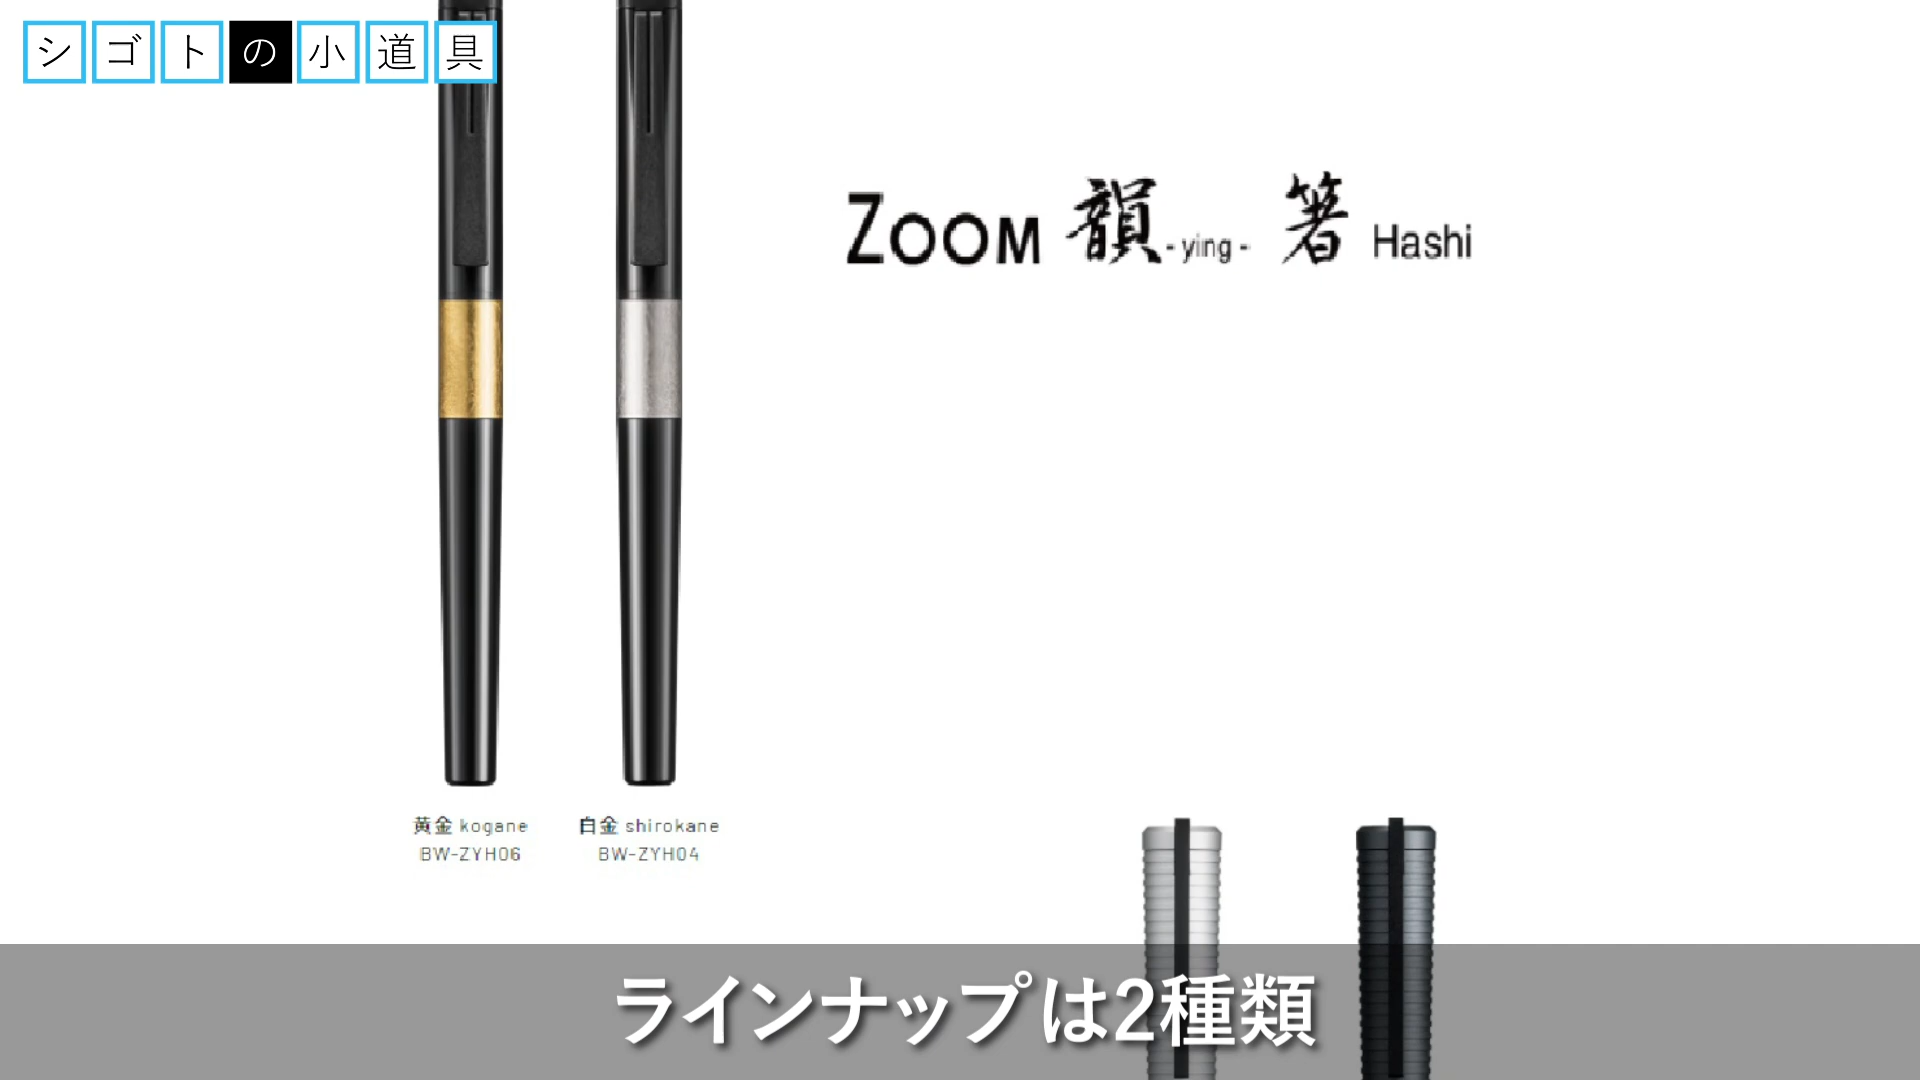 シゴトの小道具
ZOOM 韻 - ying - 箸 Hashi
黄金 kogane
BW-ZYH06
白金 shirokane
BW-ZYH04
ラインナップは2種類